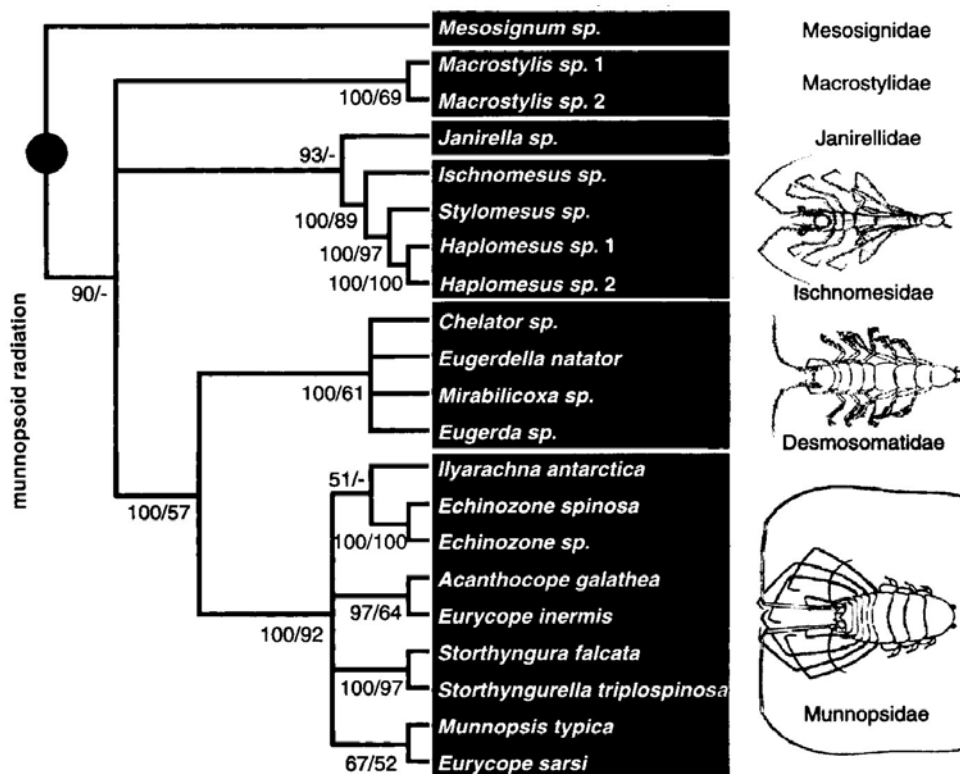 Mesosignum sp.
Mesosignidae
Macrostylis sp. 1
Macrostylidae
100/69
Macrostylis sp. 2
93/-
Janirella sp.
Janirellidae
Ischnomesus sp.
100/89
Stylomesus sp.
100/97
Haplomesus sp. 1
100/100
Haplomesus sp. 2
Ischnomesidae
90/-
munnopsoid radiation
Chelator sp.
Eugerdella natator
100/61
Mirabilicoxa sp.
Eugerda sp.
Desmosomatidae
51/-
Ilyarachna antarctica
100/57
Echinozone spinosa
100/100
Echinozone sp.
Acanthocope galathea
97/64
Eurycope inermis
100/92
Storthyngura falcata
100/97
Storthyngurella triplospinosa
Munnopsidae
Munnopsis typica
67/52
Eurycope sarsi